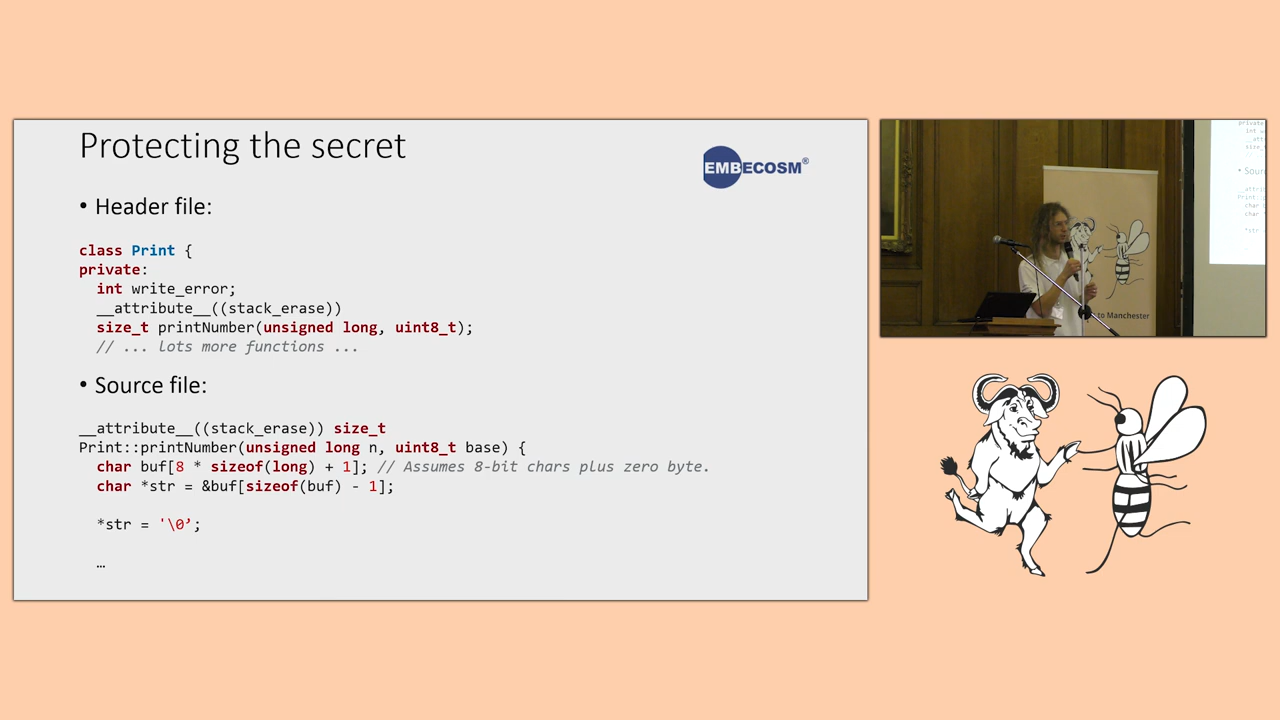 Protecting the secret
EMBECOSM®
• Header file:
class Print {
private:
int write_error;
__attribute__((stack_erase))
size_t printNumber(unsigned long, uint8_t);
// ... lots more functions ...
• Source file:
__attribute__((stack_erase)) size_t
Print::printNumber(unsigned long n, uint8_t base) {
char buf[8 * sizeof(long) + 1]; // Assumes 8-bit chars plus zero byte.
char *str = &buf[sizeof(buf) - 1];
*str = '\0’;
…
to Manchester